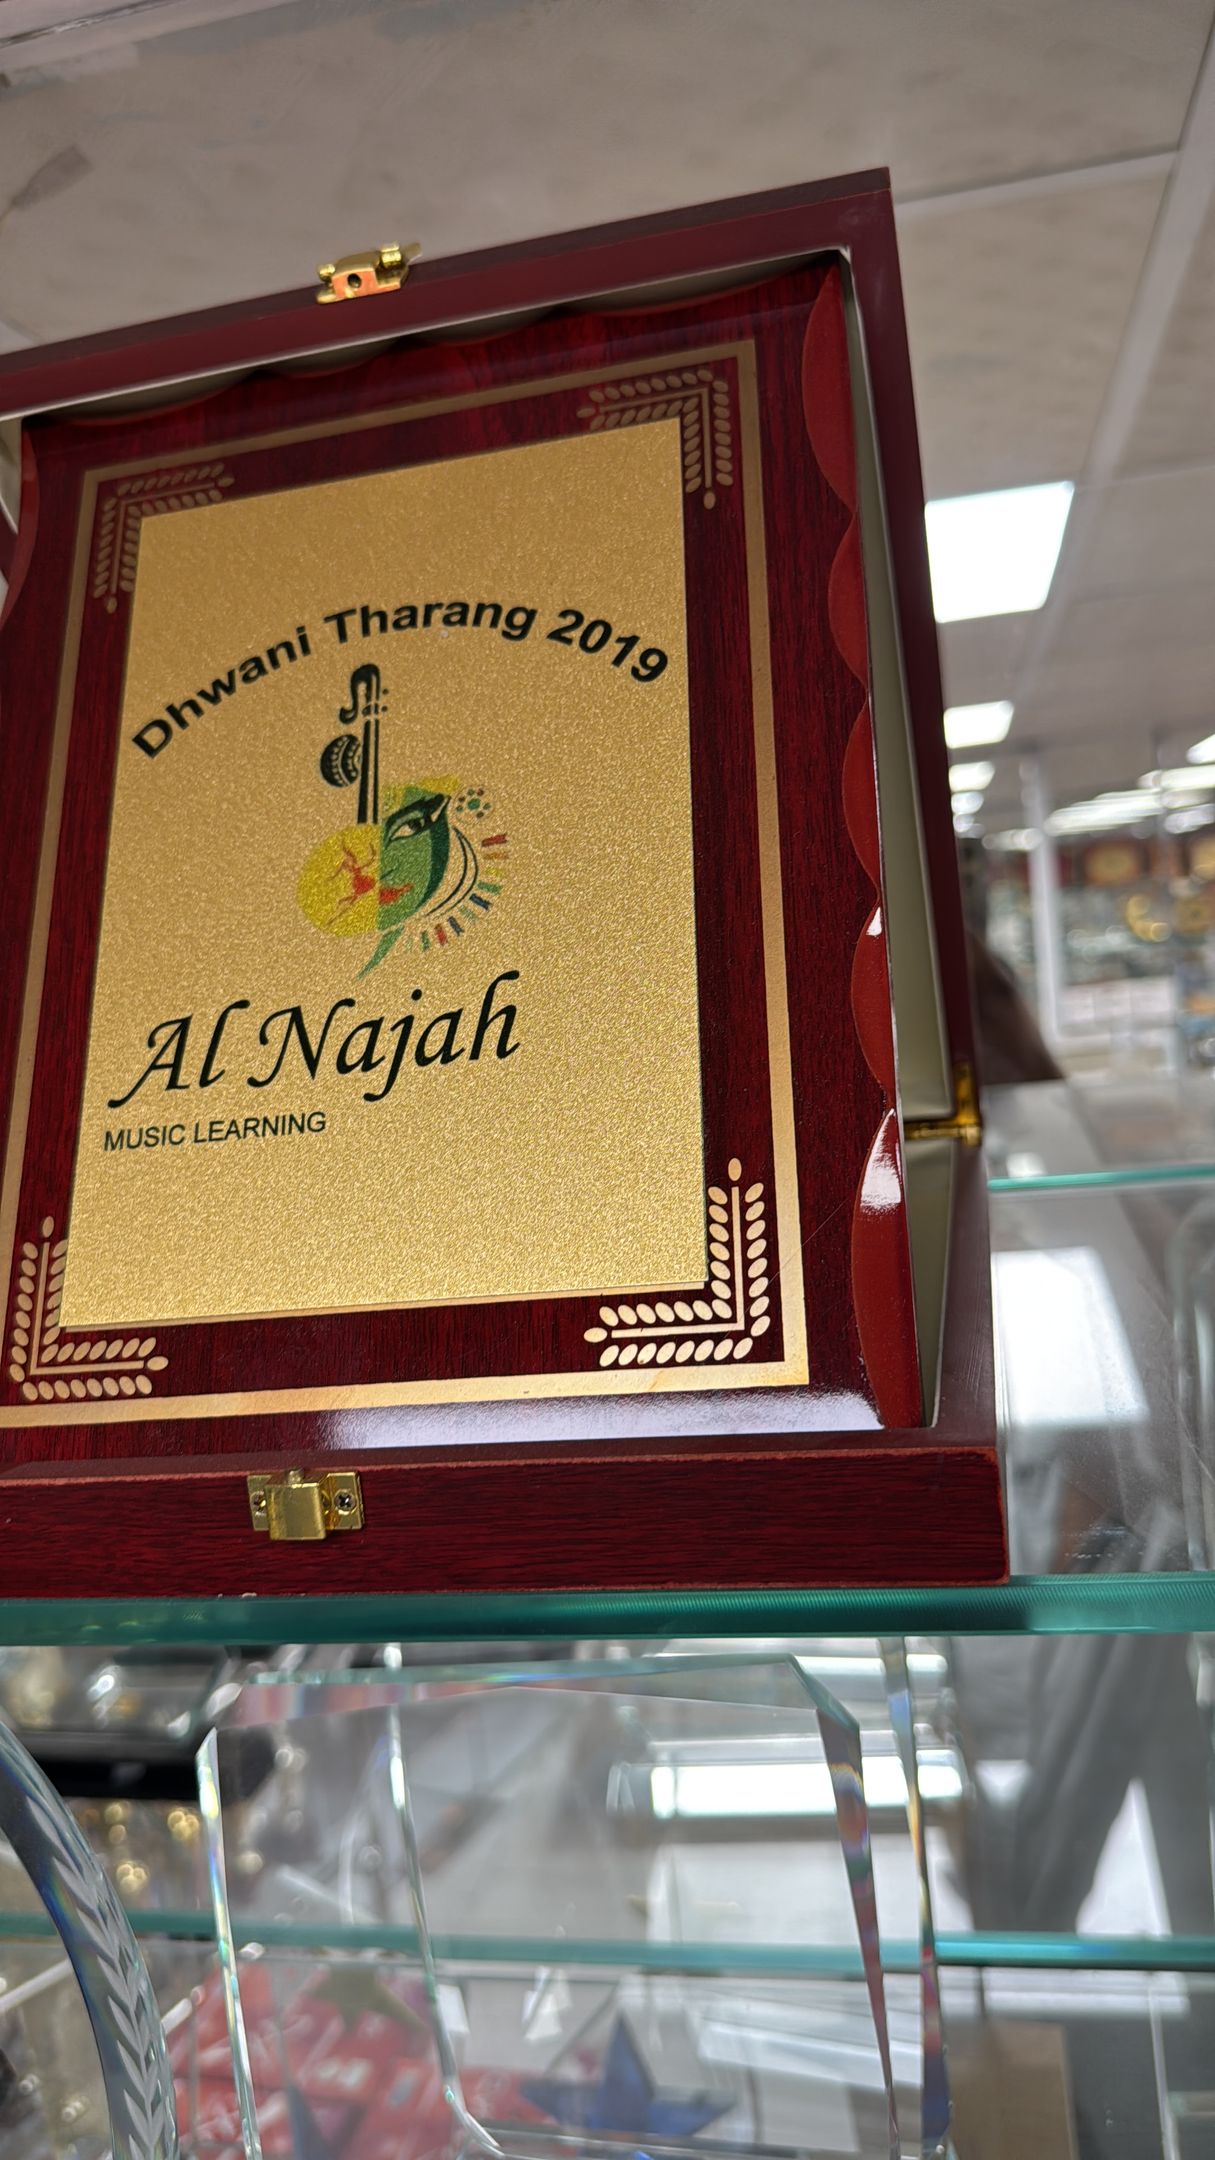 Dhwani Tharang 2019
Al Najah
MUSIC LEARNING